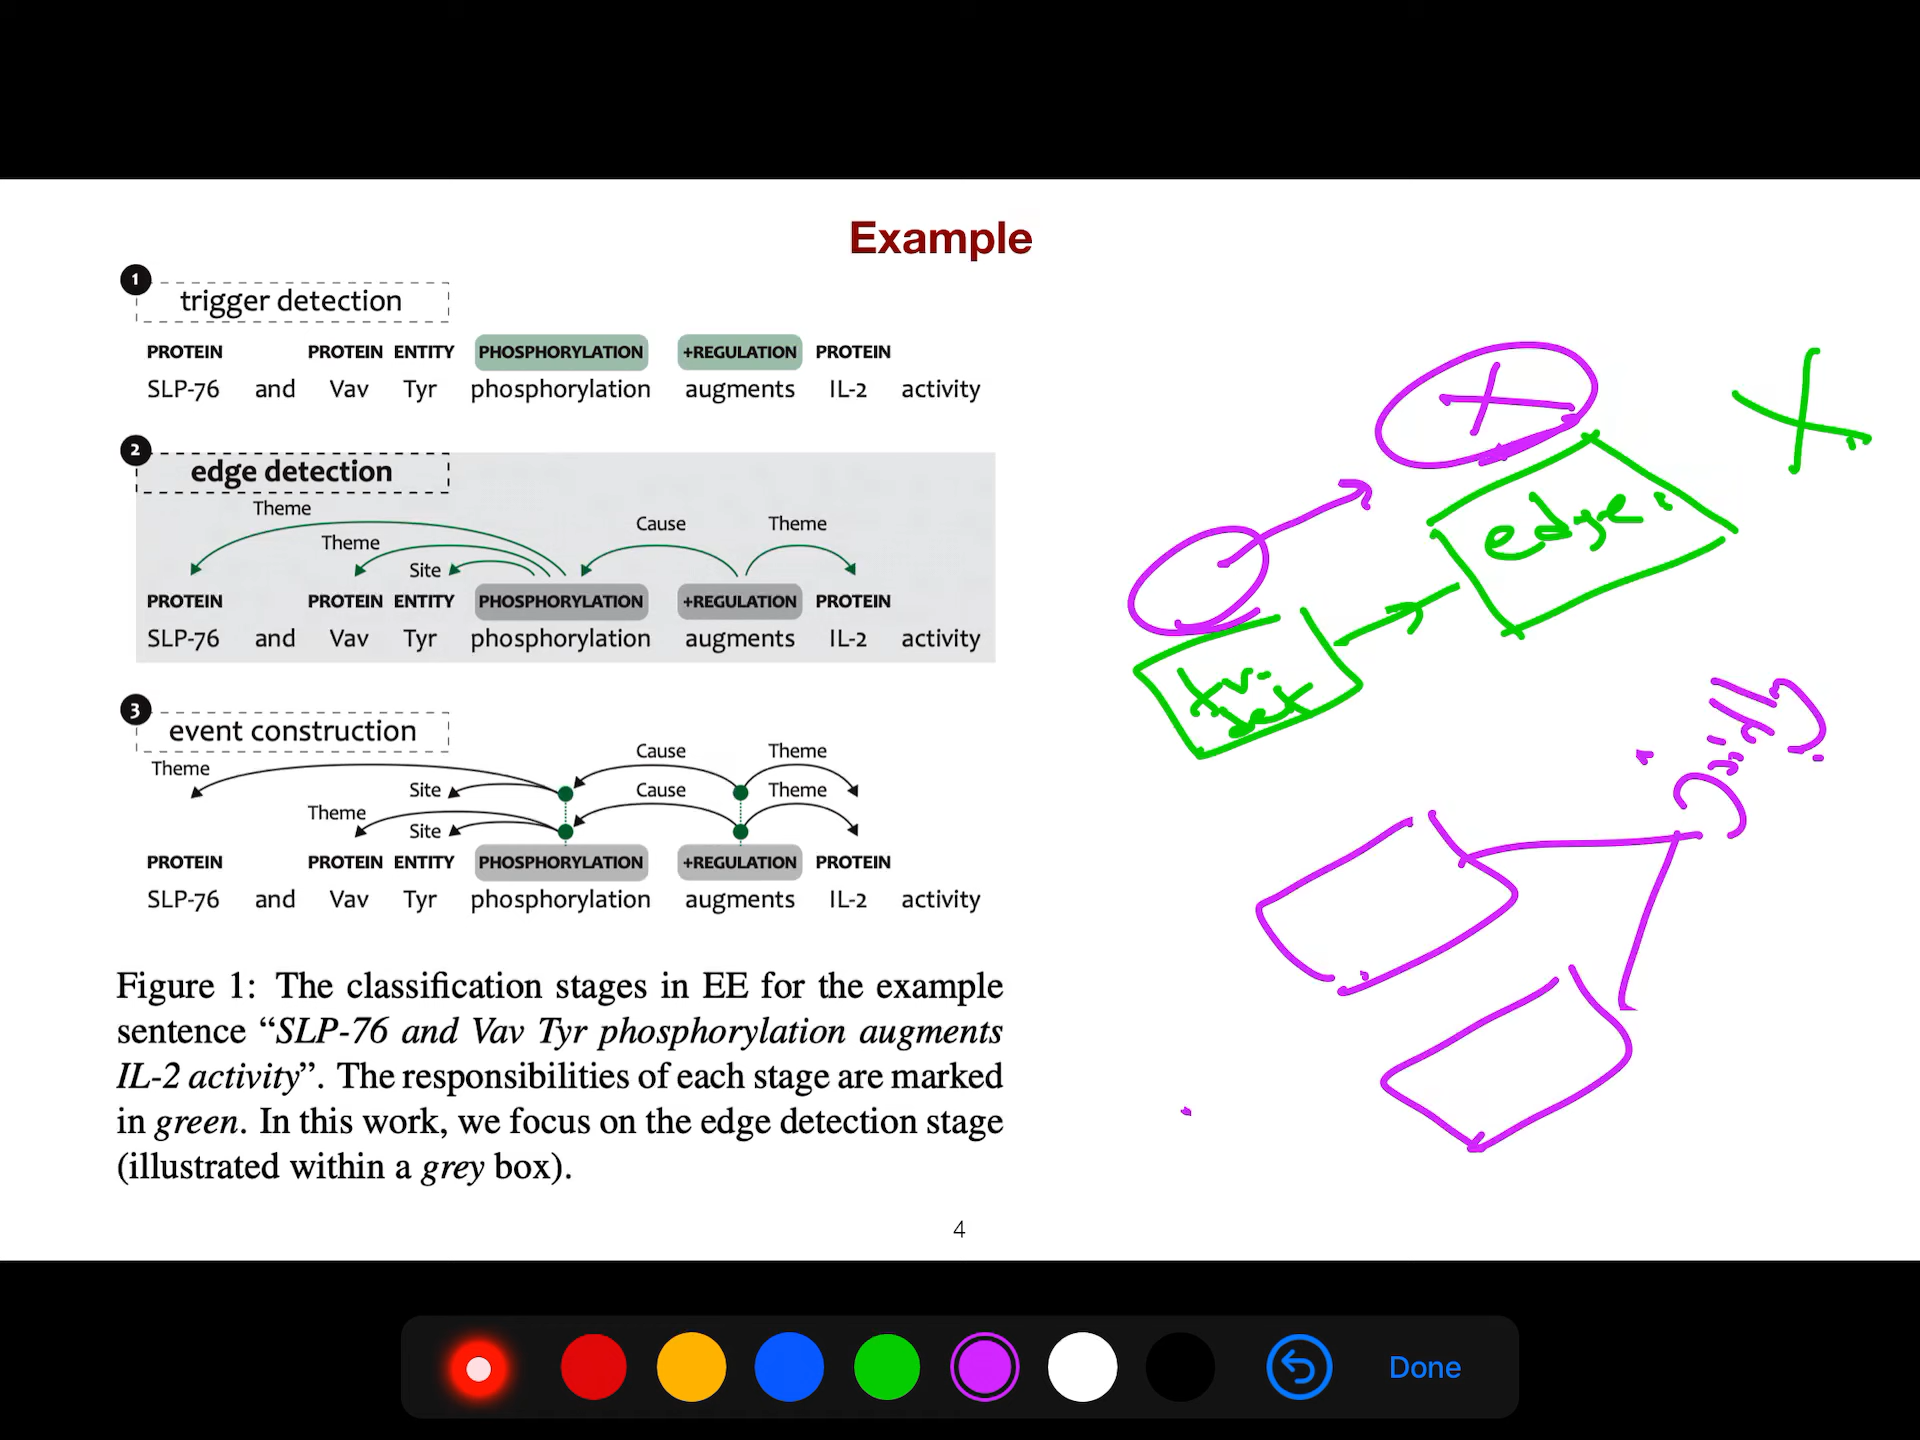 Example
1
trigger detection
PROTEIN PROTEIN ENTITY PHOSPHORYLATION +REGULATION PROTEIN
SLP-76 and Vav Tyr phosphorylation augments IL-2 activity
2
edge detection
Theme
Theme
Site
Cause
Theme
PROTEIN PROTEIN ENTITY PHOSPHORYLATION +REGULATION PROTEIN
SLP-76 and Vav Tyr phosphorylation augments IL-2 activity
3
event construction
Cause Theme
Theme
Site Cause Theme
Theme
Site
PROTEIN PROTEIN ENTITY PHOSPHORYLATION +REGULATION PROTEIN
SLP-76 and Vav Tyr phosphorylation augments IL-2 activity
Figure 1: The classification stages in EE for the example
sentence “SLP-76 and Vav Tyr phosphorylation augments
IL-2 activity”. The responsibilities of each stage are marked
in green. In this work, we focus on the edge detection stage
(illustrated within a grey box).
edge
4
Done